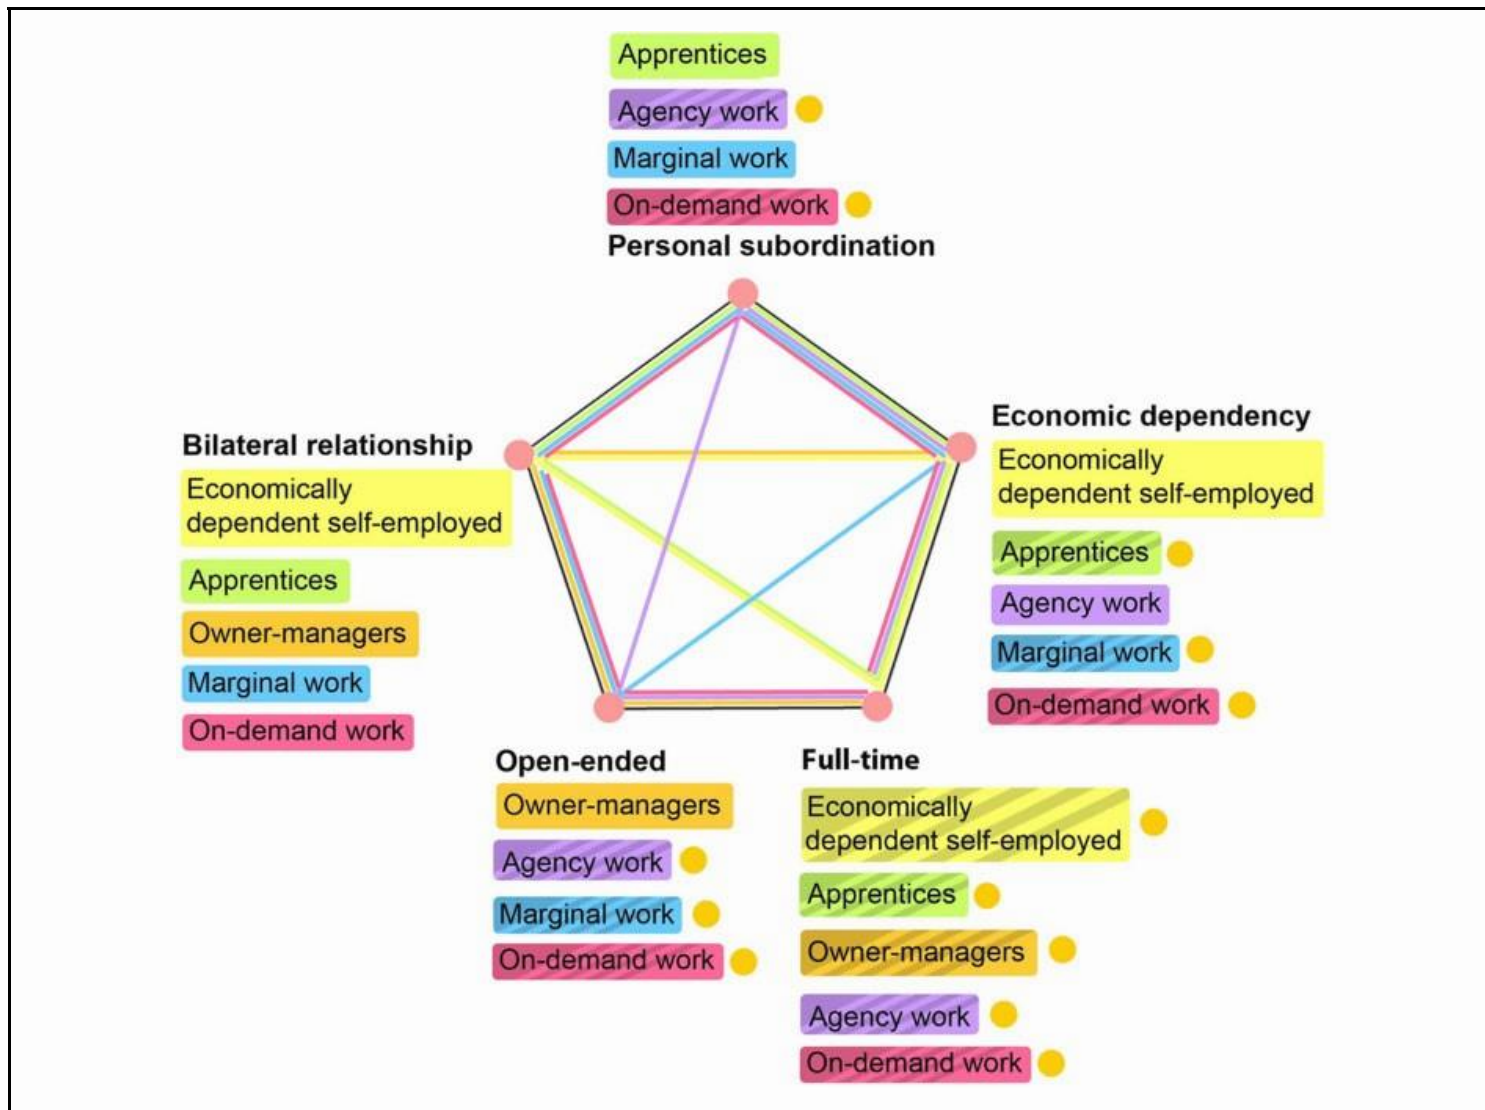 Apprentices
Agency work
Marginal work
On-demand work
Personal subordination
Bilateral relationship
Economically
dependent self-employed
Apprentices
Owner-managers
Marginal work
On-demand work
Economic dependency
Economically
dependent self-employed
Apprentices
Agency work
Marginal work
On-demand work
Open-ended
Owner-managers
Agency work
Marginal work
On-demand work
Full-time
Economically
dependent self-employed
Apprentices
Owner-managers
Agency work
On-demand work